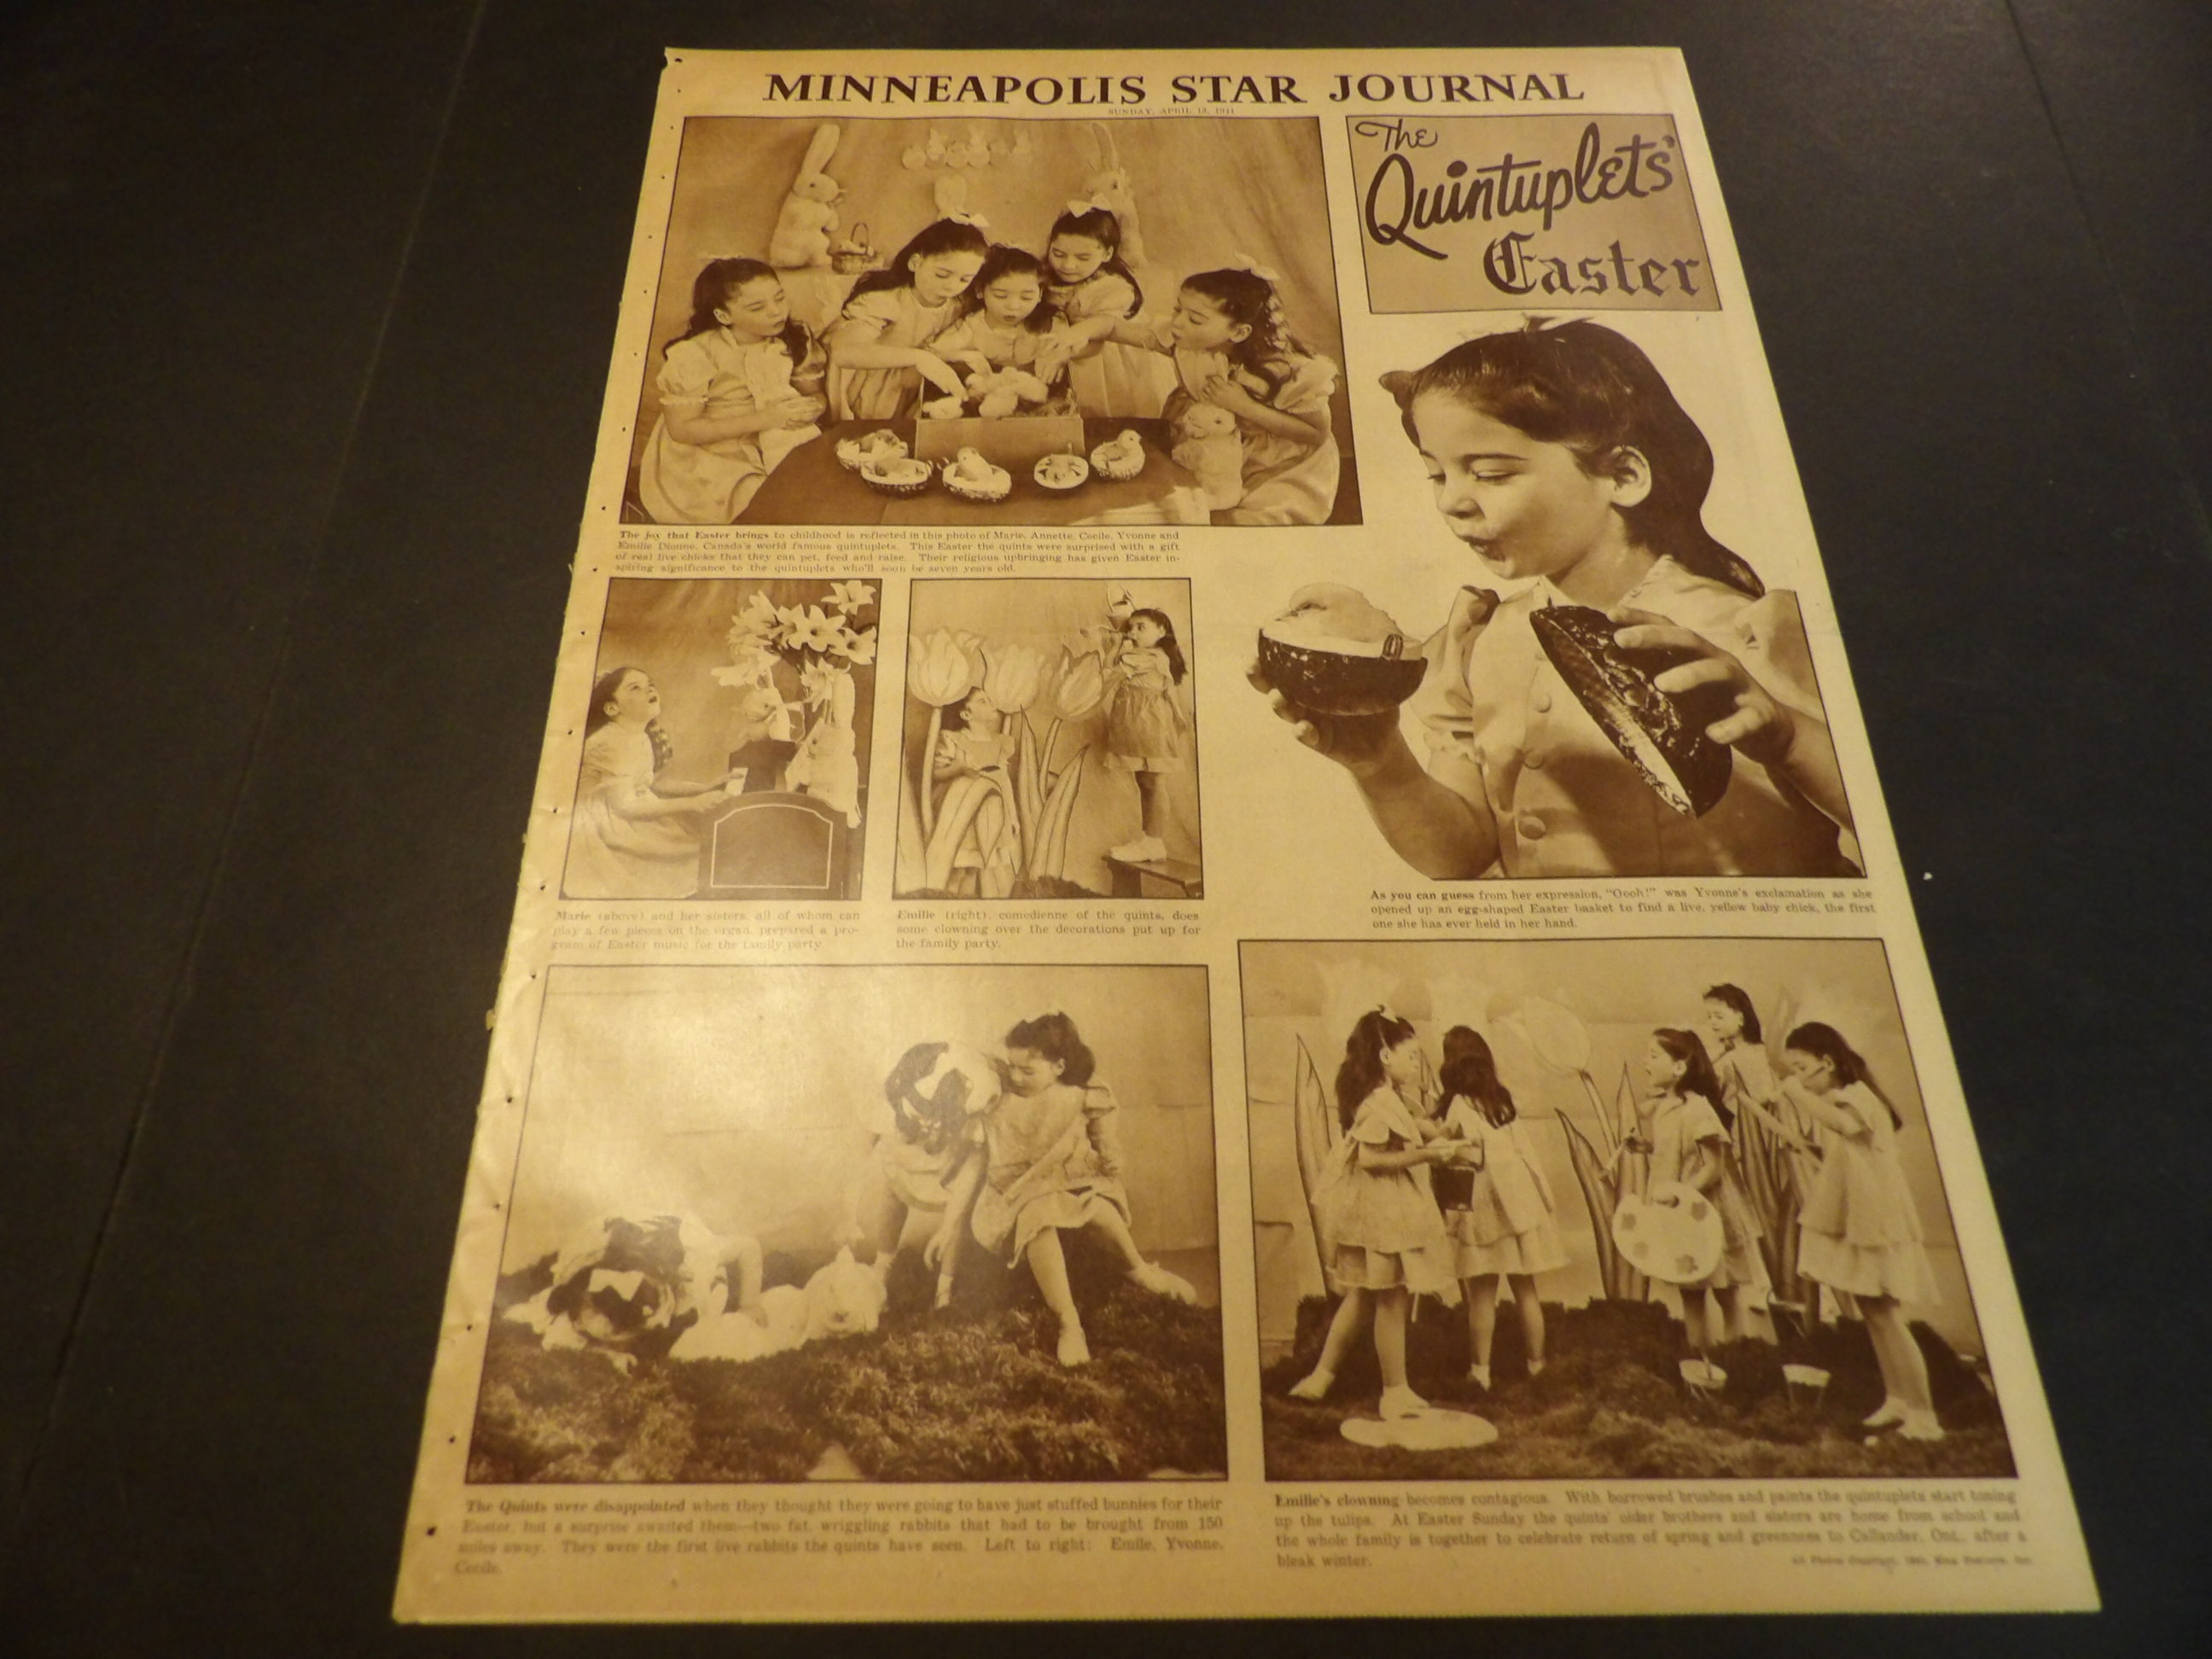 MINNEAPOLIS STAR JOURNAL
SUNDAY, APRIL 13, 1941
The
Quintuplets'
Easter
The joy that Easter brings to childhood is reflected in this photo of Marie, Annette, Cecile, Yvonne and
Emilie Dionne, Canada's world famous quintuplets. This Easter the quints were surprised with a gift
of real live chicks that they can pet, feed and raise. Their religious upbringing has given Easter in-
spiring significance to the quintuplets who'll soon be seven years old.
Marie (above) and her sisters, all of whom can
play a few pieces on the organ, prepared a pro-
gram of Easter music for the family party.
Emilie (right), comedienne of the quints, does
some clowning over the decorations put up for
the family party.
As you can guess from her expression, "Oooh!" was Yvonne's exclamation as she
opened up an egg-shaped Easter basket to find a live, yellow baby chick, the first
one she has ever held in her hand.
The Quints were disappointed when they thought they were going to have just stuffed bunnies for their
Easter, but a surprise awaited them—two fat, wriggling rabbits that had to be brought from 150
miles away. They were the first live rabbits the quints have seen. Left to right: Emilie, Yvonne,
Cecile.
Emilie's clowning becomes contagious. With borrowed brushes and paints the quintuplets start toning
up the tulips. At Easter Sunday the quints' older brothers and sisters are home from school and
the whole family is together to celebrate return of spring and greenness to Callander, Ont., after a
bleak winter.